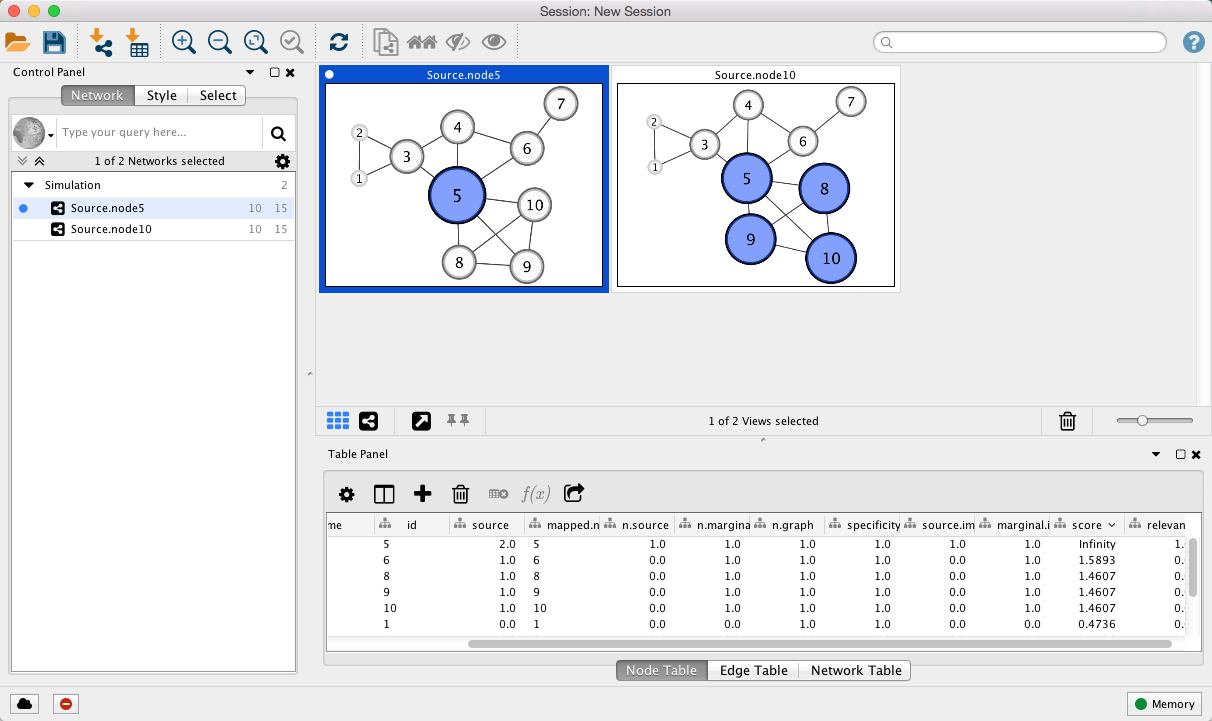 Session: New Session
Control Panel
Network Style Select
Type your query here...
1 of 2 Networks selected
Simulation 2
Source.node5 10 15
Source.node10 10 15
Source.node5
7
4
2
6
3
1
5
10
8
9
Source.node10
7
4
2
6
3
1
5
8
9
10
1 of 2 Views selected
Table Panel
f(x)
me id source mapped.n n.source n.margina n.graph specificity source.im marginal.i score relevan
5 2.0 5 1.0 1.0 1.0 1.0 1.0 1.0 Infinity 1.
6 1.0 6 0.0 1.0 1.0 1.0 0.0 1.0 1.5893 0.
8 1.0 8 0.0 1.0 1.0 1.0 0.0 1.0 1.4607 0.
9 1.0 9 0.0 1.0 1.0 1.0 0.0 1.0 1.4607 0.
10 1.0 10 0.0 1.0 1.0 1.0 0.0 1.0 1.4607 0.
1 0.0 1 0.0 0.0 1.0 1.0 0.0 0.0 0.4736 0.
Node Table Edge Table Network Table
Memory